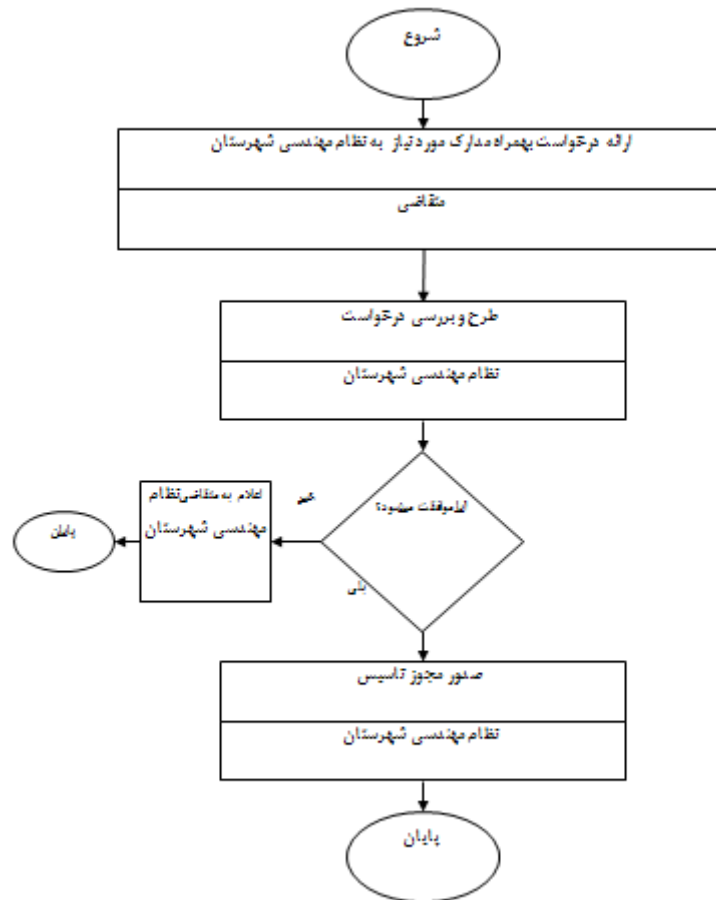 شروع
ارائه درخواست بهمراه مدارک مورد نیاز به نظام مهندسی شهرستان
متقاضی
طرح و بررسی درخواست
نظام مهندسی شهرستان
ایا موافقت میشود؟
خیر
اعلام به متقاضی نظام
مهندسی شهرستان
پایان
بلی
صدور مجوز تاسیس
نظام مهندسی شهرستان
پایان